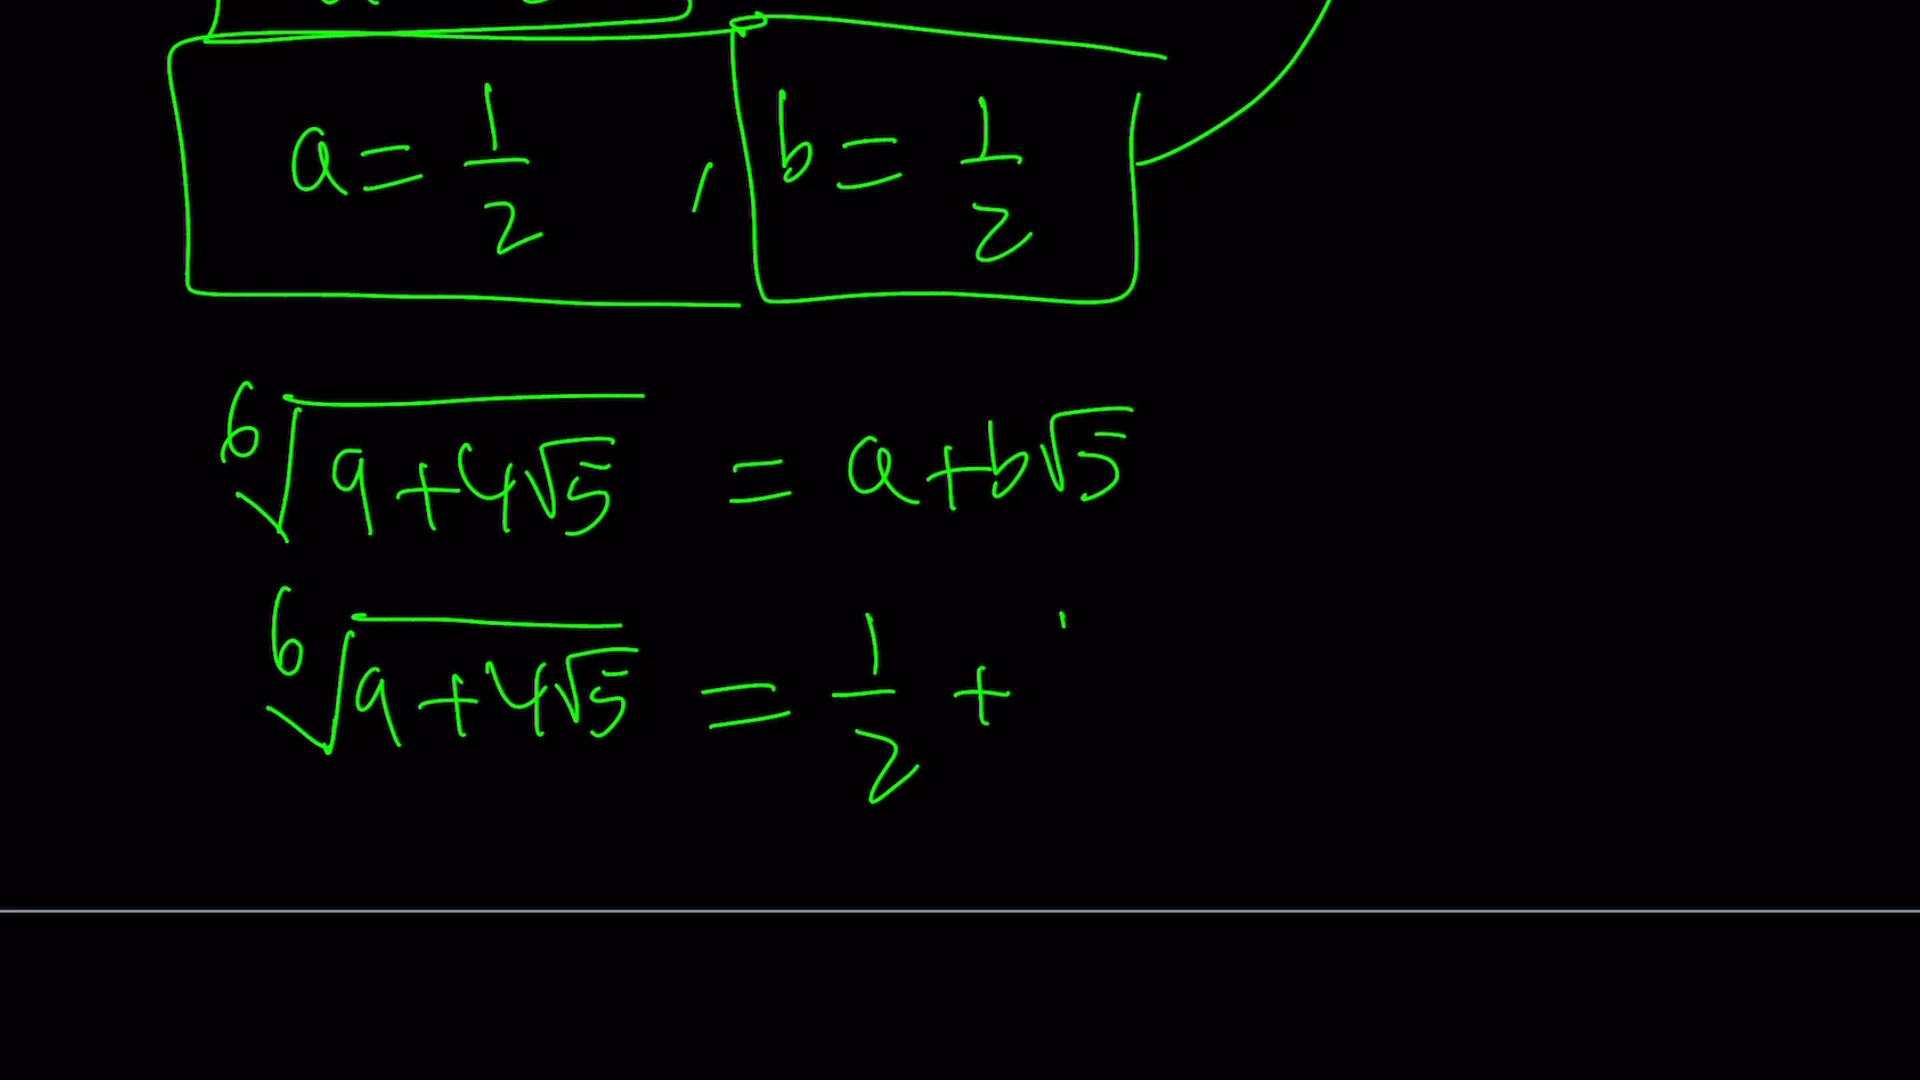 a = 1/2 , b = 1/2
⁶√(9+4√5) = a+b√5
⁶√(9+4√5) = 1/2 +